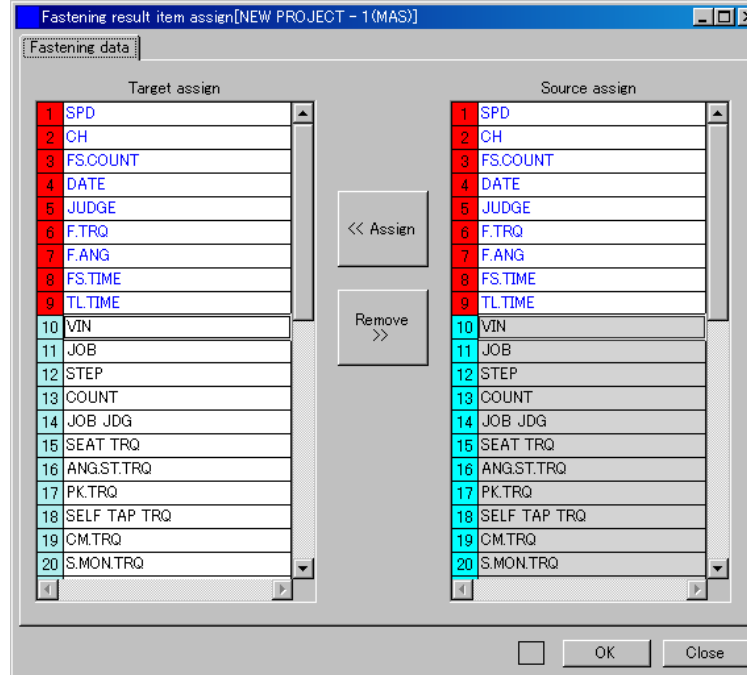 Fastening result item assign[NEW PROJECT - 1(MAS)]
Fastening data
Target assign
1 SPD
2 CH
3 FS.COUNT
4 DATE
5 JUDGE
6 F.TRQ
7 F.ANG
8 FS.TIME
9 TL.TIME
10 VIN
11 JOB
12 STEP
13 COUNT
14 JOB JDG
15 SEAT TRQ
16 ANG.ST.TRQ
17 PK.TRQ
18 SELF TAP TRQ
19 CM.TRQ
20 S.MON.TRQ
<< Assign
Remove
>>
Source assign
1 SPD
2 CH
3 FS.COUNT
4 DATE
5 JUDGE
6 F.TRQ
7 F.ANG
8 FS.TIME
9 TL.TIME
10 VIN
11 JOB
12 STEP
13 COUNT
14 JOB JDG
15 SEAT TRQ
16 ANG.ST.TRQ
17 PK.TRQ
18 SELF TAP TRQ
19 CM.TRQ
20 S.MON.TRQ
OK
Close